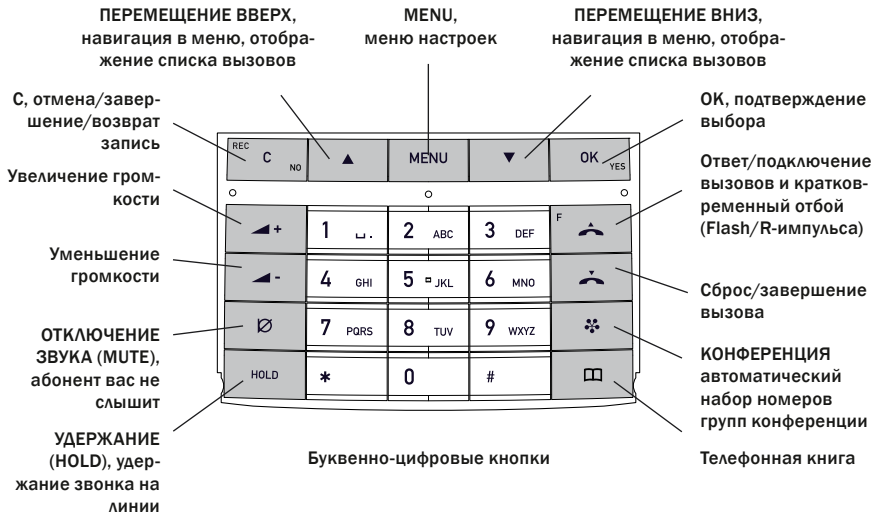 ПЕРЕМЕЩЕНИЕ ВВЕРХ,
навигация в меню, отобра-
жение списка вызовов
MENU,
меню настроек
ПЕРЕМЕЩЕНИЕ ВНИЗ,
навигация в меню, отобра-
жение списка вызовов
C, отмена/завер-
шение/возврат
запись
Увеличение гром-
кости
Уменьшение
громкости
ОТКЛЮЧЕНИЕ
ЗВУКА (MUTE),
абонент вас не
слышит
УДЕРЖАНИЕ
(HOLD), удер-
жание звонка на
линии
REC C NO
MENU
OK YES
+
1
2 ABC
3 DEF
F
-
4 GHI
5 JKL
6 MNO
7 PQRS
8 TUV
9 WXYZ
HOLD
*
0
#
Буквенно-цифровые кнопки
OK, подтверждение
выбора
Ответ/подключение
вызовов и кратков-
ременный отбой
(Flash/R-импульса)
Сброс/завершение
вызова
КОНФЕРЕНЦИЯ
автоматический
набор номеров
групп конференции
Телефонная книга